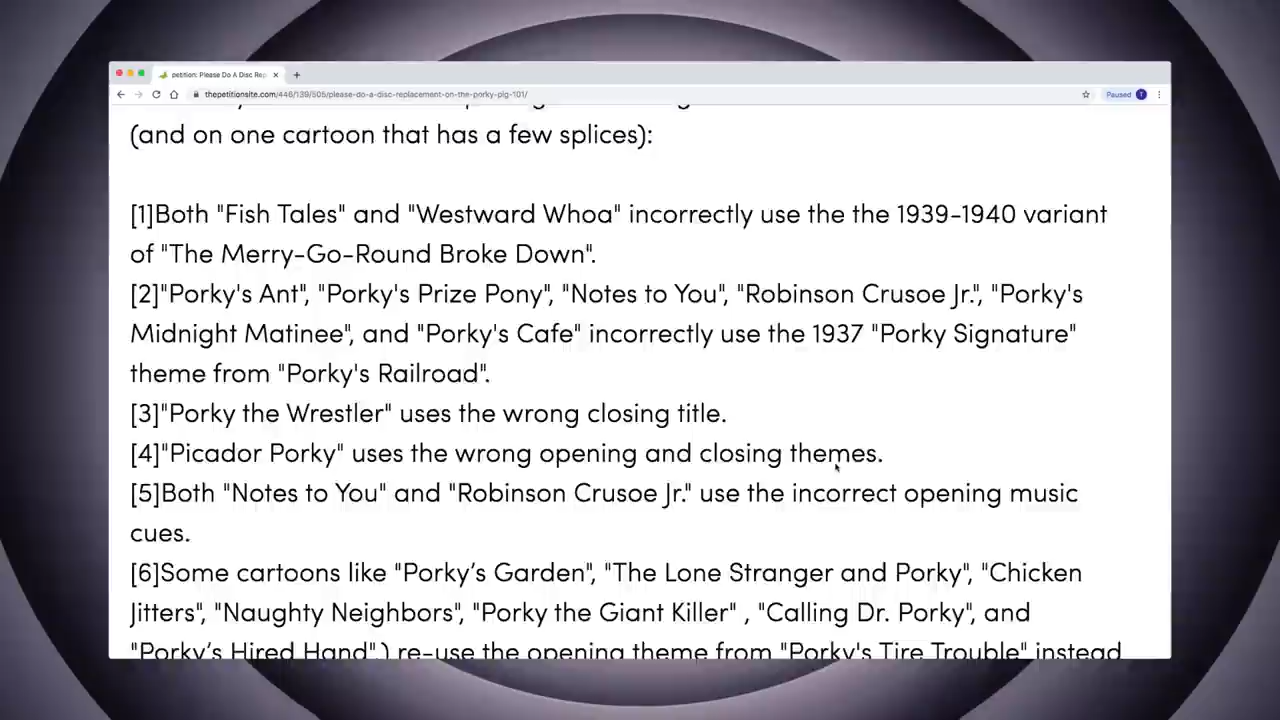 petition: Please Do A Disc Rep
thepetitionsite.com/446/139/505/please-do-a-disc-replacement-on-the-porky-pig-101/
Paused
T
(and on one cartoon that has a few splices):
[1]Both "Fish Tales" and "Westward Whoa" incorrectly use the the 1939-1940 variant
of "The Merry-Go-Round Broke Down".
[2]"Porky's Ant", "Porky's Prize Pony", "Notes to You", "Robinson Crusoe Jr.", "Porky's
Midnight Matinee", and "Porky's Cafe" incorrectly use the 1937 "Porky Signature"
theme from "Porky's Railroad".
[3]"Porky the Wrestler" uses the wrong closing title.
[4]"Picador Porky" uses the wrong opening and closing themes.
[5]Both "Notes to You" and "Robinson Crusoe Jr." use the incorrect opening music
cues.
[6]Some cartoons like "Porky’s Garden", "The Lone Stranger and Porky", "Chicken
Jitters", "Naughty Neighbors", "Porky the Giant Killer" , "Calling Dr. Porky", and
"Porky’s Hired Hand".) re-use the opening theme from "Porky's Tire Trouble" instead